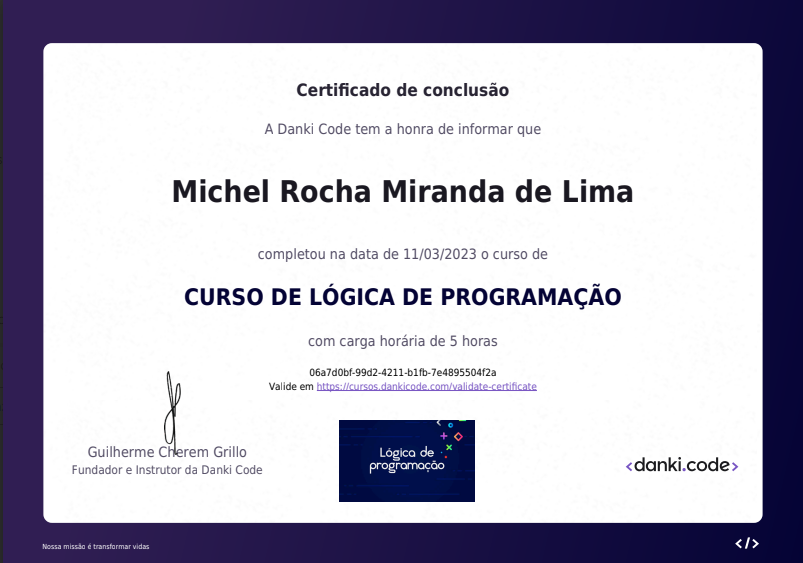 Certificado de conclusão
A Danki Code tem a honra de informar que
Michel Rocha Miranda de Lima
completou na data de 11/03/2023 o curso de
CURSO DE LÓGICA DE PROGRAMAÇÃO
com carga horária de 5 horas
06a7d0bf-99d2-4211-b1fb-7e4895504f2a
Valide em https://cursos.dankicode.com/validate-certificate
Guilherme Cherem Grillo
Fundador e Instrutor da Danki Code
Lógica de
programação
<danki.code>
Nossa missão é transformar vidas
</>